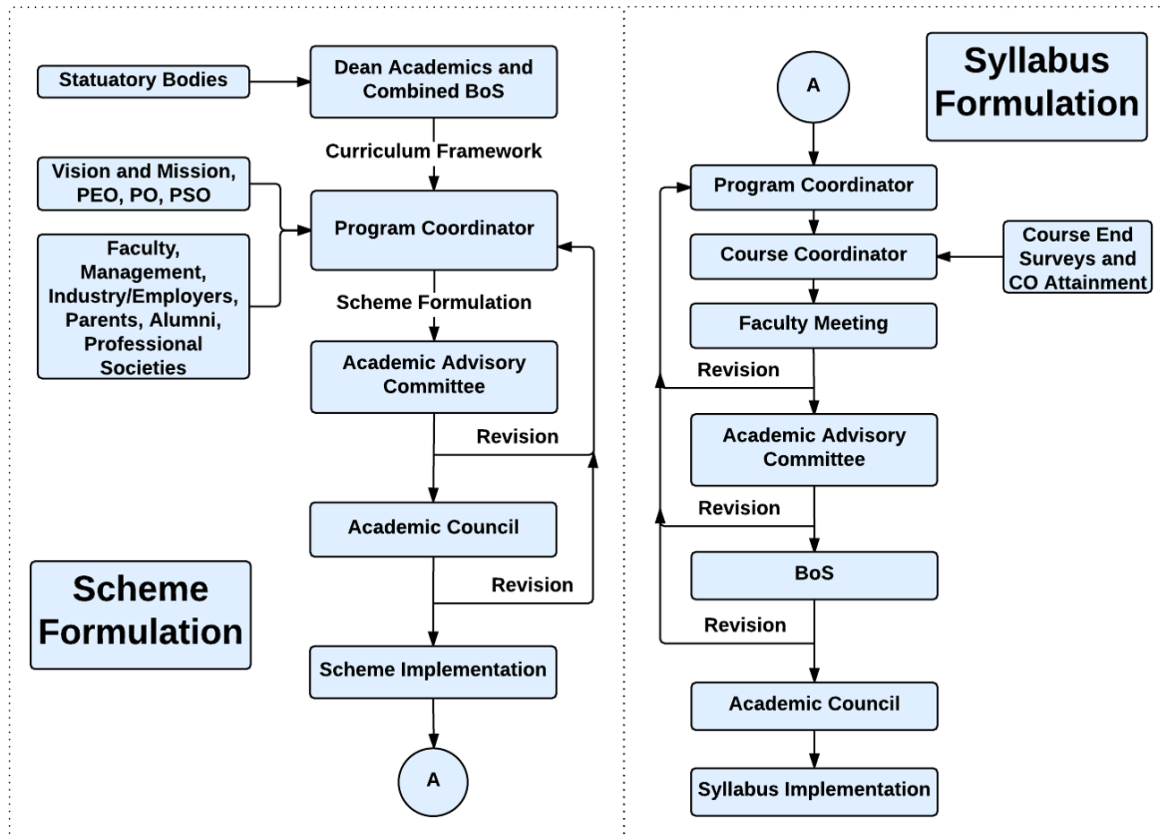 Statuatory Bodies
Dean Academics and
Combined BoS
Curriculum Framework
Vision and Mission,
PEO, PO, PSO
Program Coordinator
Faculty,
Management,
Industry/Employers,
Parents, Alumni,
Professional
Societies
Scheme Formulation
Academic Advisory
Committee
Revision
Academic Council
Revision
Scheme
Formulation
Scheme Implementation
A
Syllabus
Formulation
A
Program Coordinator
Course Coordinator
Course End
Surveys and
CO Attainment
Faculty Meeting
Revision
Academic Advisory
Committee
Revision
BoS
Revision
Academic Council
Syllabus Implementation